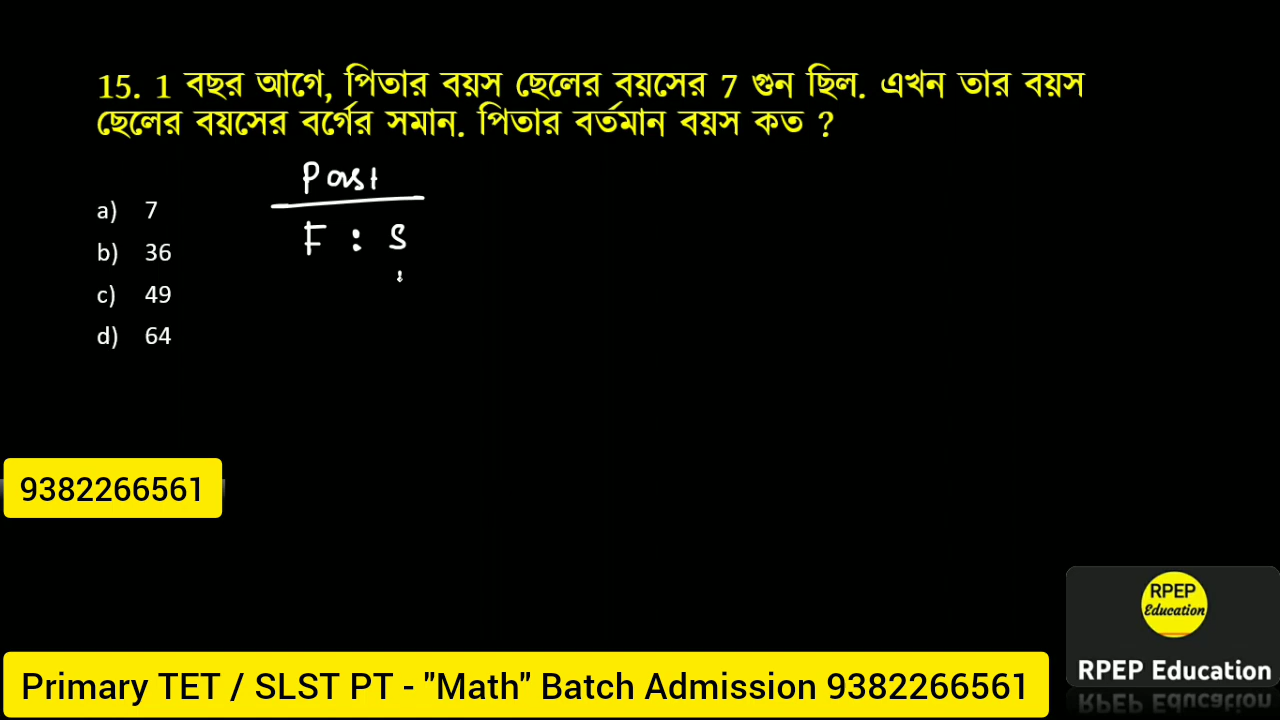 15. 1 বছর আগে, পিতার বয়স ছেলের বয়সের 7 গুন ছিল. এখন তার বয়স
ছেলের বয়সের বর্গের সমান. পিতার বর্তমান বয়স কত ?
Past
F : S
a) 7
b) 36
c) 49
d) 64
9382266561
RPEP
Education
RPEP Education
Primary TET / SLST PT - "Math" Batch Admission 9382266561